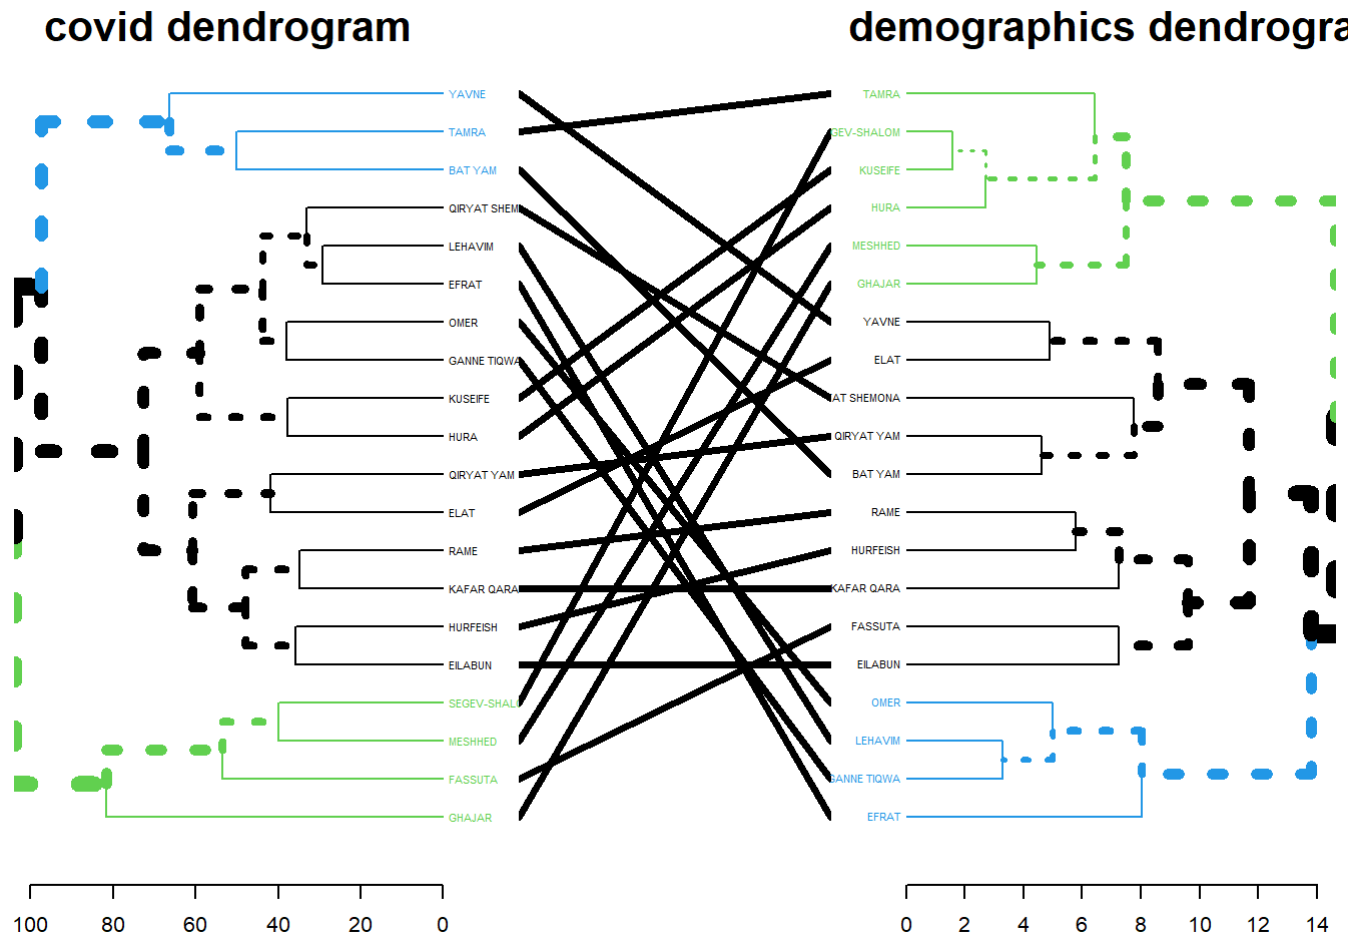 covid dendrogram
demographics dendrogra
YAVNE
TAMRA
BAT YAM
QIRYAT SHEM
LEHAVIM
EFRAT
OMER
GANNE TIQWA
KUSEIFE
HURA
QIRYAT YAM
ELAT
RAME
KAFAR QARA
HURFEISH
EILABUN
SEGEV-SHAL
MESHHED
FASSUTA
GHAJAR
TAMRA
GEV-SHALOM
KUSEIFE
HURA
MESHHED
GHAJAR
YAVNE
ELAT
AT SHEMONA
QIRYAT YAM
BAT YAM
RAME
HURFEISH
KAFAR QARA
FASSUTA
EILABUN
OMER
LEHAVIM
GANNE TIQWA
EFRAT
100 80 60 40 20 0
0 2 4 6 8 10 12 14